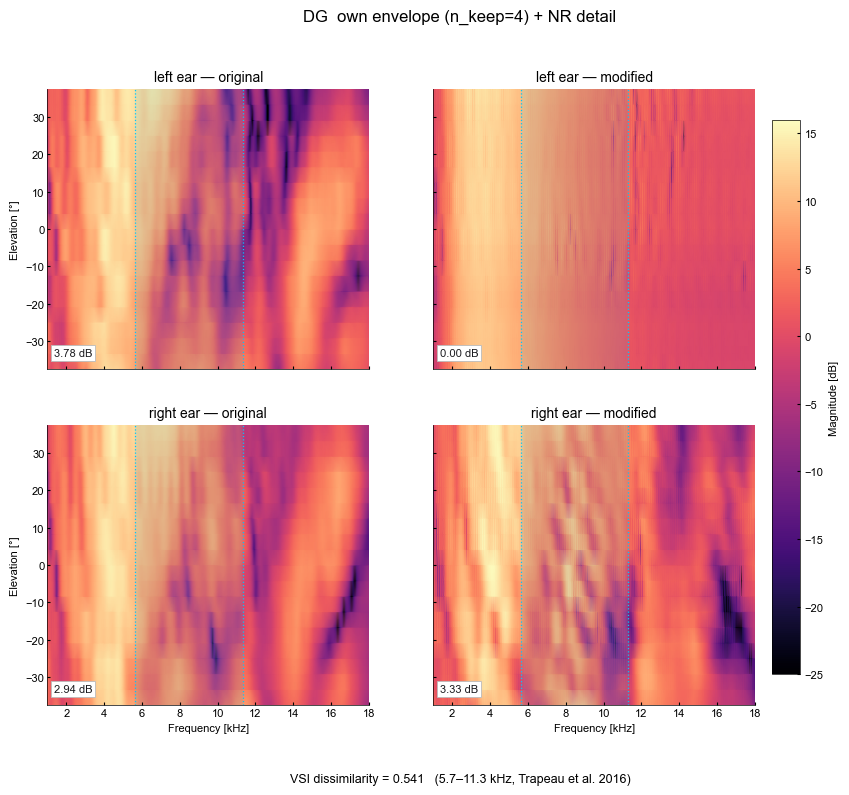 DG  own envelope (n_keep=4) + NR detail
left ear — original
left ear — modified
Elevation [°]
30
20
10
0
−10
−20
−30
3.78 dB
0.00 dB
15
10
5
0
−5
−10
−15
−20
−25
Magnitude [dB]
right ear — original
right ear — modified
Elevation [°]
30
20
10
0
−10
−20
−30
2.94 dB
3.33 dB
2 4 6 8 10 12 14 16 18
2 4 6 8 10 12 14 16 18
Frequency [kHz]
Frequency [kHz]
VSI dissimilarity = 0.541   (5.7–11.3 kHz, Trapeau et al. 2016)